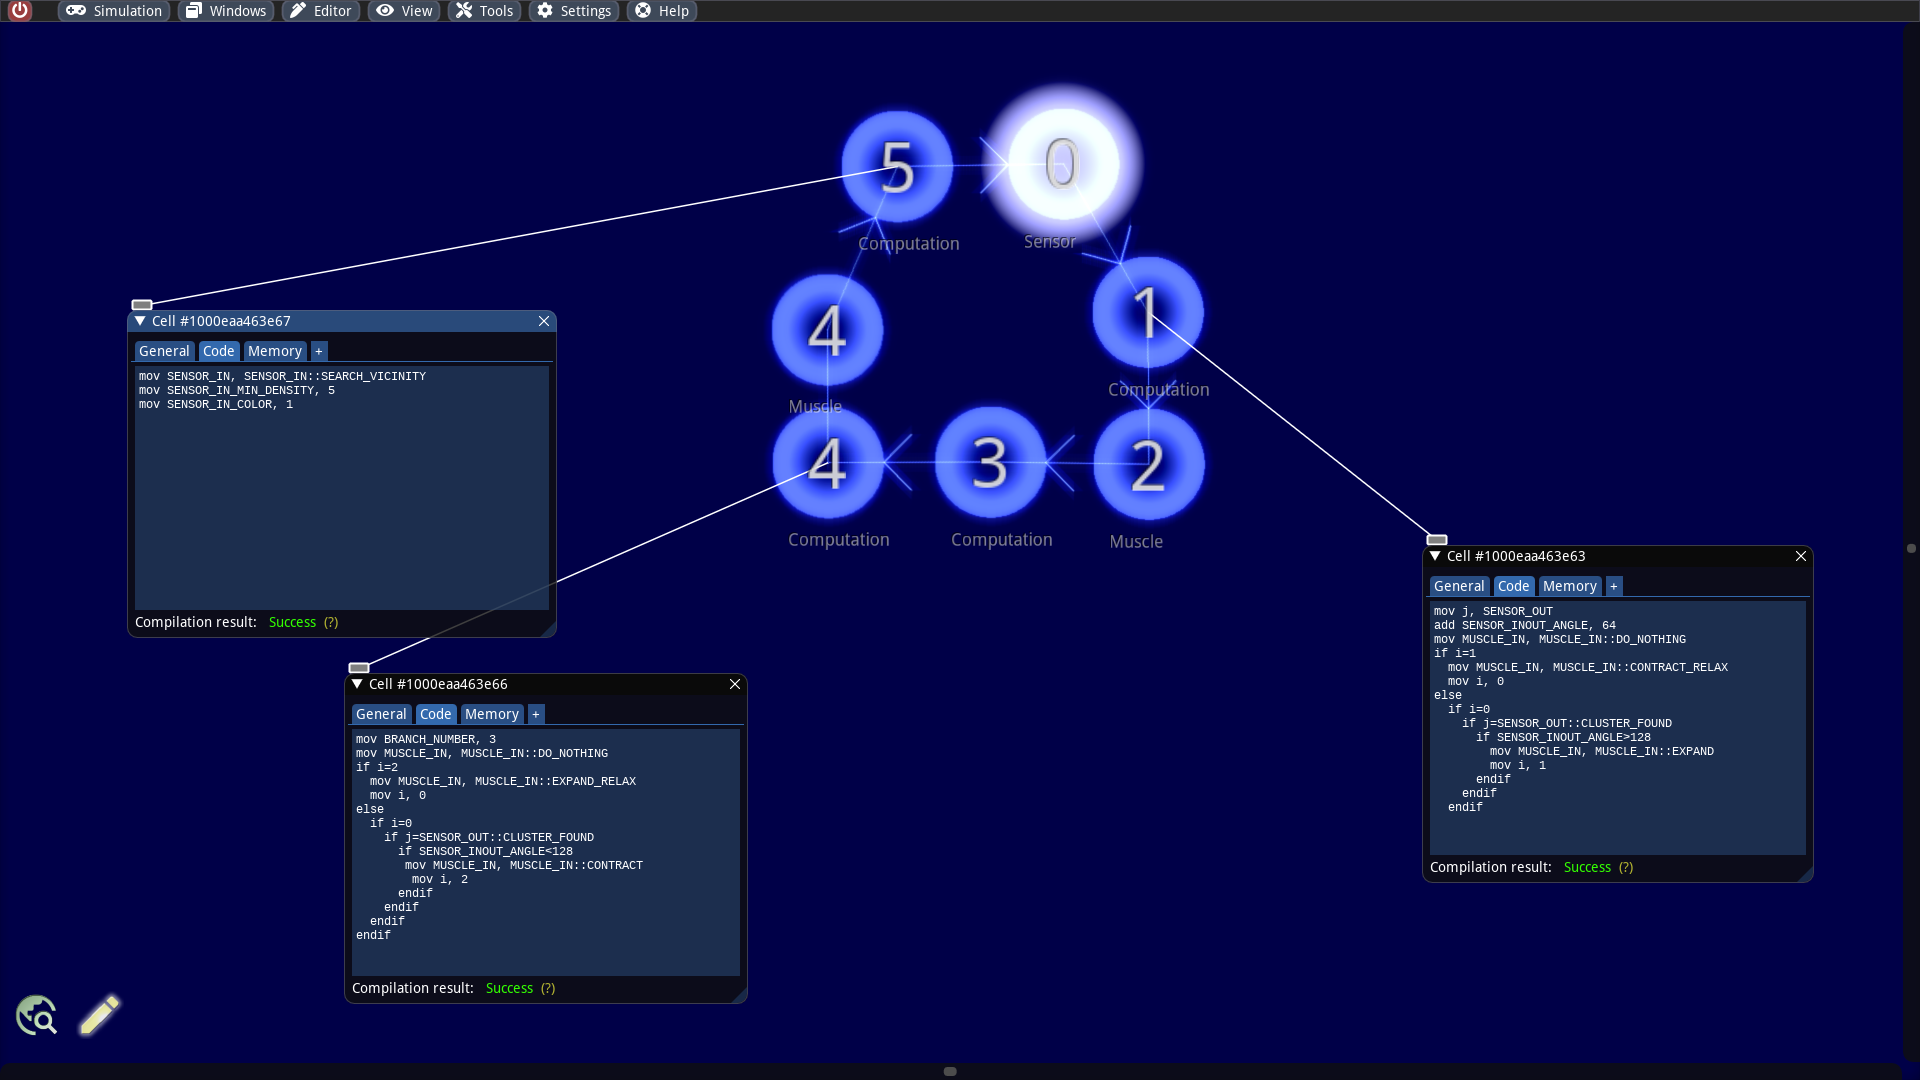 Simulation Windows Editor View Tools Settings Help
5 0
Computation Sensor
1
4
Computation
Muscle
4 3 2
Computation Computation Muscle
Cell #1000eaa463e67
General Code Memory +
mov SENSOR_IN, SENSOR_IN::SEARCH_VICINITY
mov SENSOR_IN_MIN_DENSITY, 5
mov SENSOR_IN_COLOR, 1
Compilation result: Success (?)
Cell #1000eaa463e66
General Code Memory +
mov BRANCH_NUMBER, 3
mov MUSCLE_IN, MUSCLE_IN::DO_NOTHING
if i=2
mov MUSCLE_IN, MUSCLE_IN::EXPAND_RELAX
mov i, 0
else
if i=0
if j=SENSOR_OUT::CLUSTER_FOUND
if SENSOR_INOUT_ANGLE<128
mov MUSCLE_IN, MUSCLE_IN::CONTRACT
mov i, 2
endif
endif
endif
endif
Compilation result: Success (?)
Cell #1000eaa463e63
General Code Memory +
mov j, SENSOR_OUT
add SENSOR_INOUT_ANGLE, 64
mov MUSCLE_IN, MUSCLE_IN::DO_NOTHING
if i=1
mov MUSCLE_IN, MUSCLE_IN::CONTRACT_RELAX
mov i, 0
else
if i=0
if j=SENSOR_OUT::CLUSTER_FOUND
if SENSOR_INOUT_ANGLE>128
mov MUSCLE_IN, MUSCLE_IN::EXPAND
mov i, 1
endif
endif
endif
Compilation result: Success (?)